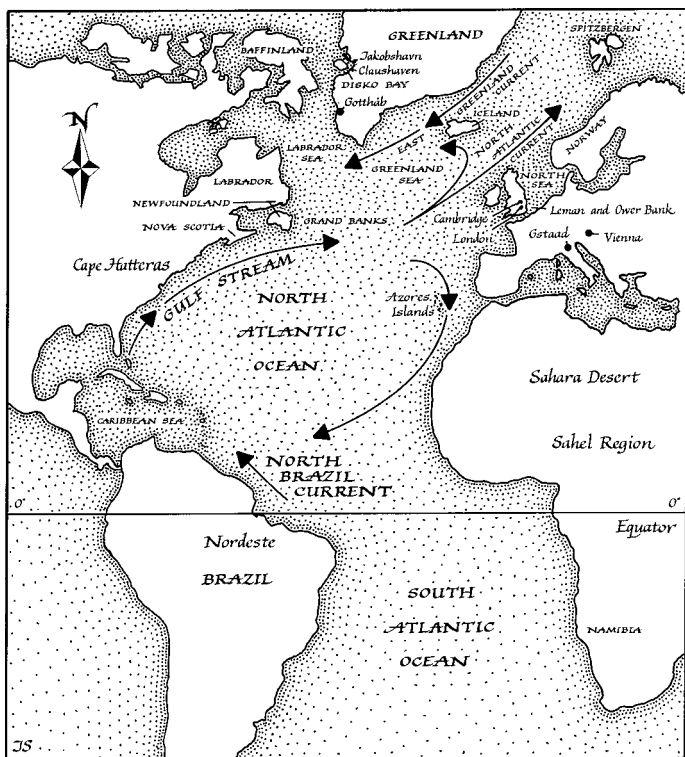 GREENLAND
SPITZBERGEN
BAFFINLAND
Jakobshavn
Claushaven
DISKO BAY
Gotthåb
EAST GREENLAND CURRENT
ICELAND
NORTH
ATLANTIC
CURRENT
NORWAY
N
LABRADOR
SEA
GREENLAND
SEA
NORTH
SEA
LABRADOR
NEWFOUNDLAND
GRAND BANKS
NOVA SCOTIA
Cambridge
London
Leman and Ower Bank
Gstaad
Vienna
Cape Hatteras
GULF STREAM
NORTH
ATLANTIC
OCEAN
Azores
Islands
Sahara Desert
Sahel Region
CARIBBEAN SEA
NORTH
BRAZIL
CURRENT
0°
0°
Equator
Nordeste
BRAZIL
SOUTH
ATLANTIC
OCEAN
NAMIBIA
JS